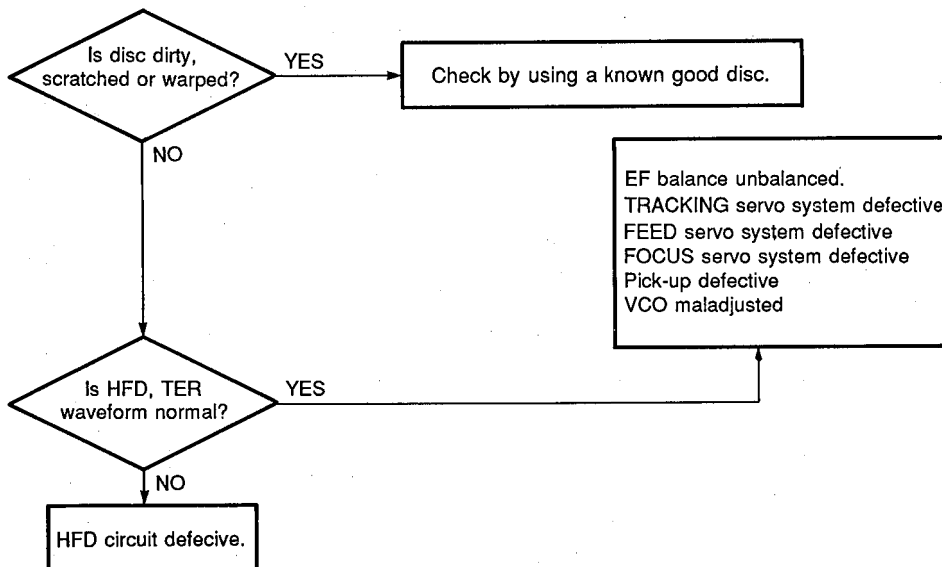 Is disc dirty,
scratched or warped?
YES
Check by using a known good disc.
NO
EF balance unbalanced.
TRACKING servo system defective
FEED servo system defective
FOCUS servo system defective
Pick-up defective
VCO maladjusted
Is HFD, TER
waveform normal?
YES
NO
HFD circuit defecive.